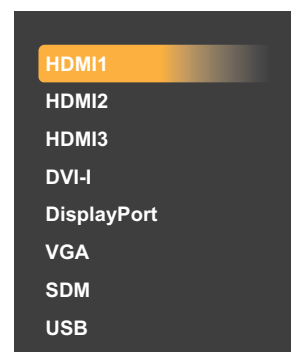 HDMI1
HDMI2
HDMI3
DVI-I
DisplayPort
VGA
SDM
USB